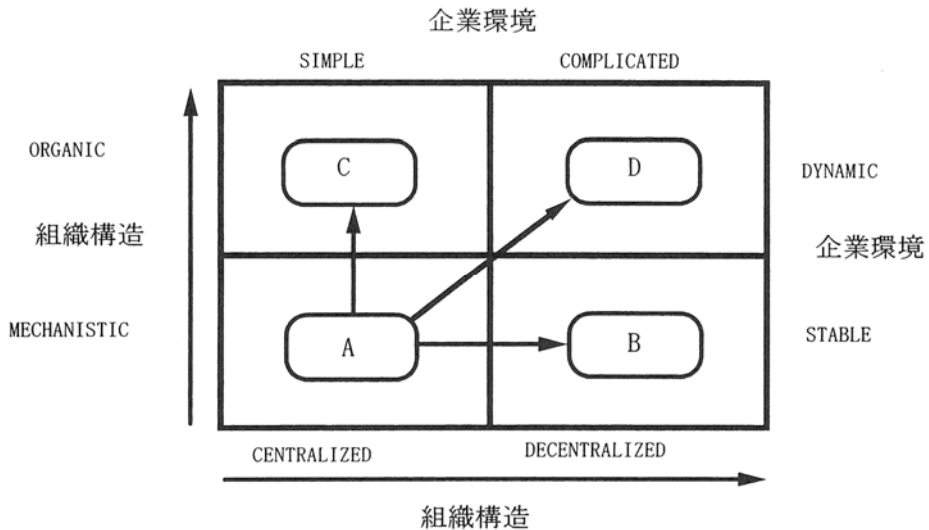 企業環境
SIMPLE COMPLICATED
ORGANIC C D DYNAMIC
組織構造 企業環境
MECHANISTIC A B STABLE
CENTRALIZED DECENTRALIZED
組織構造